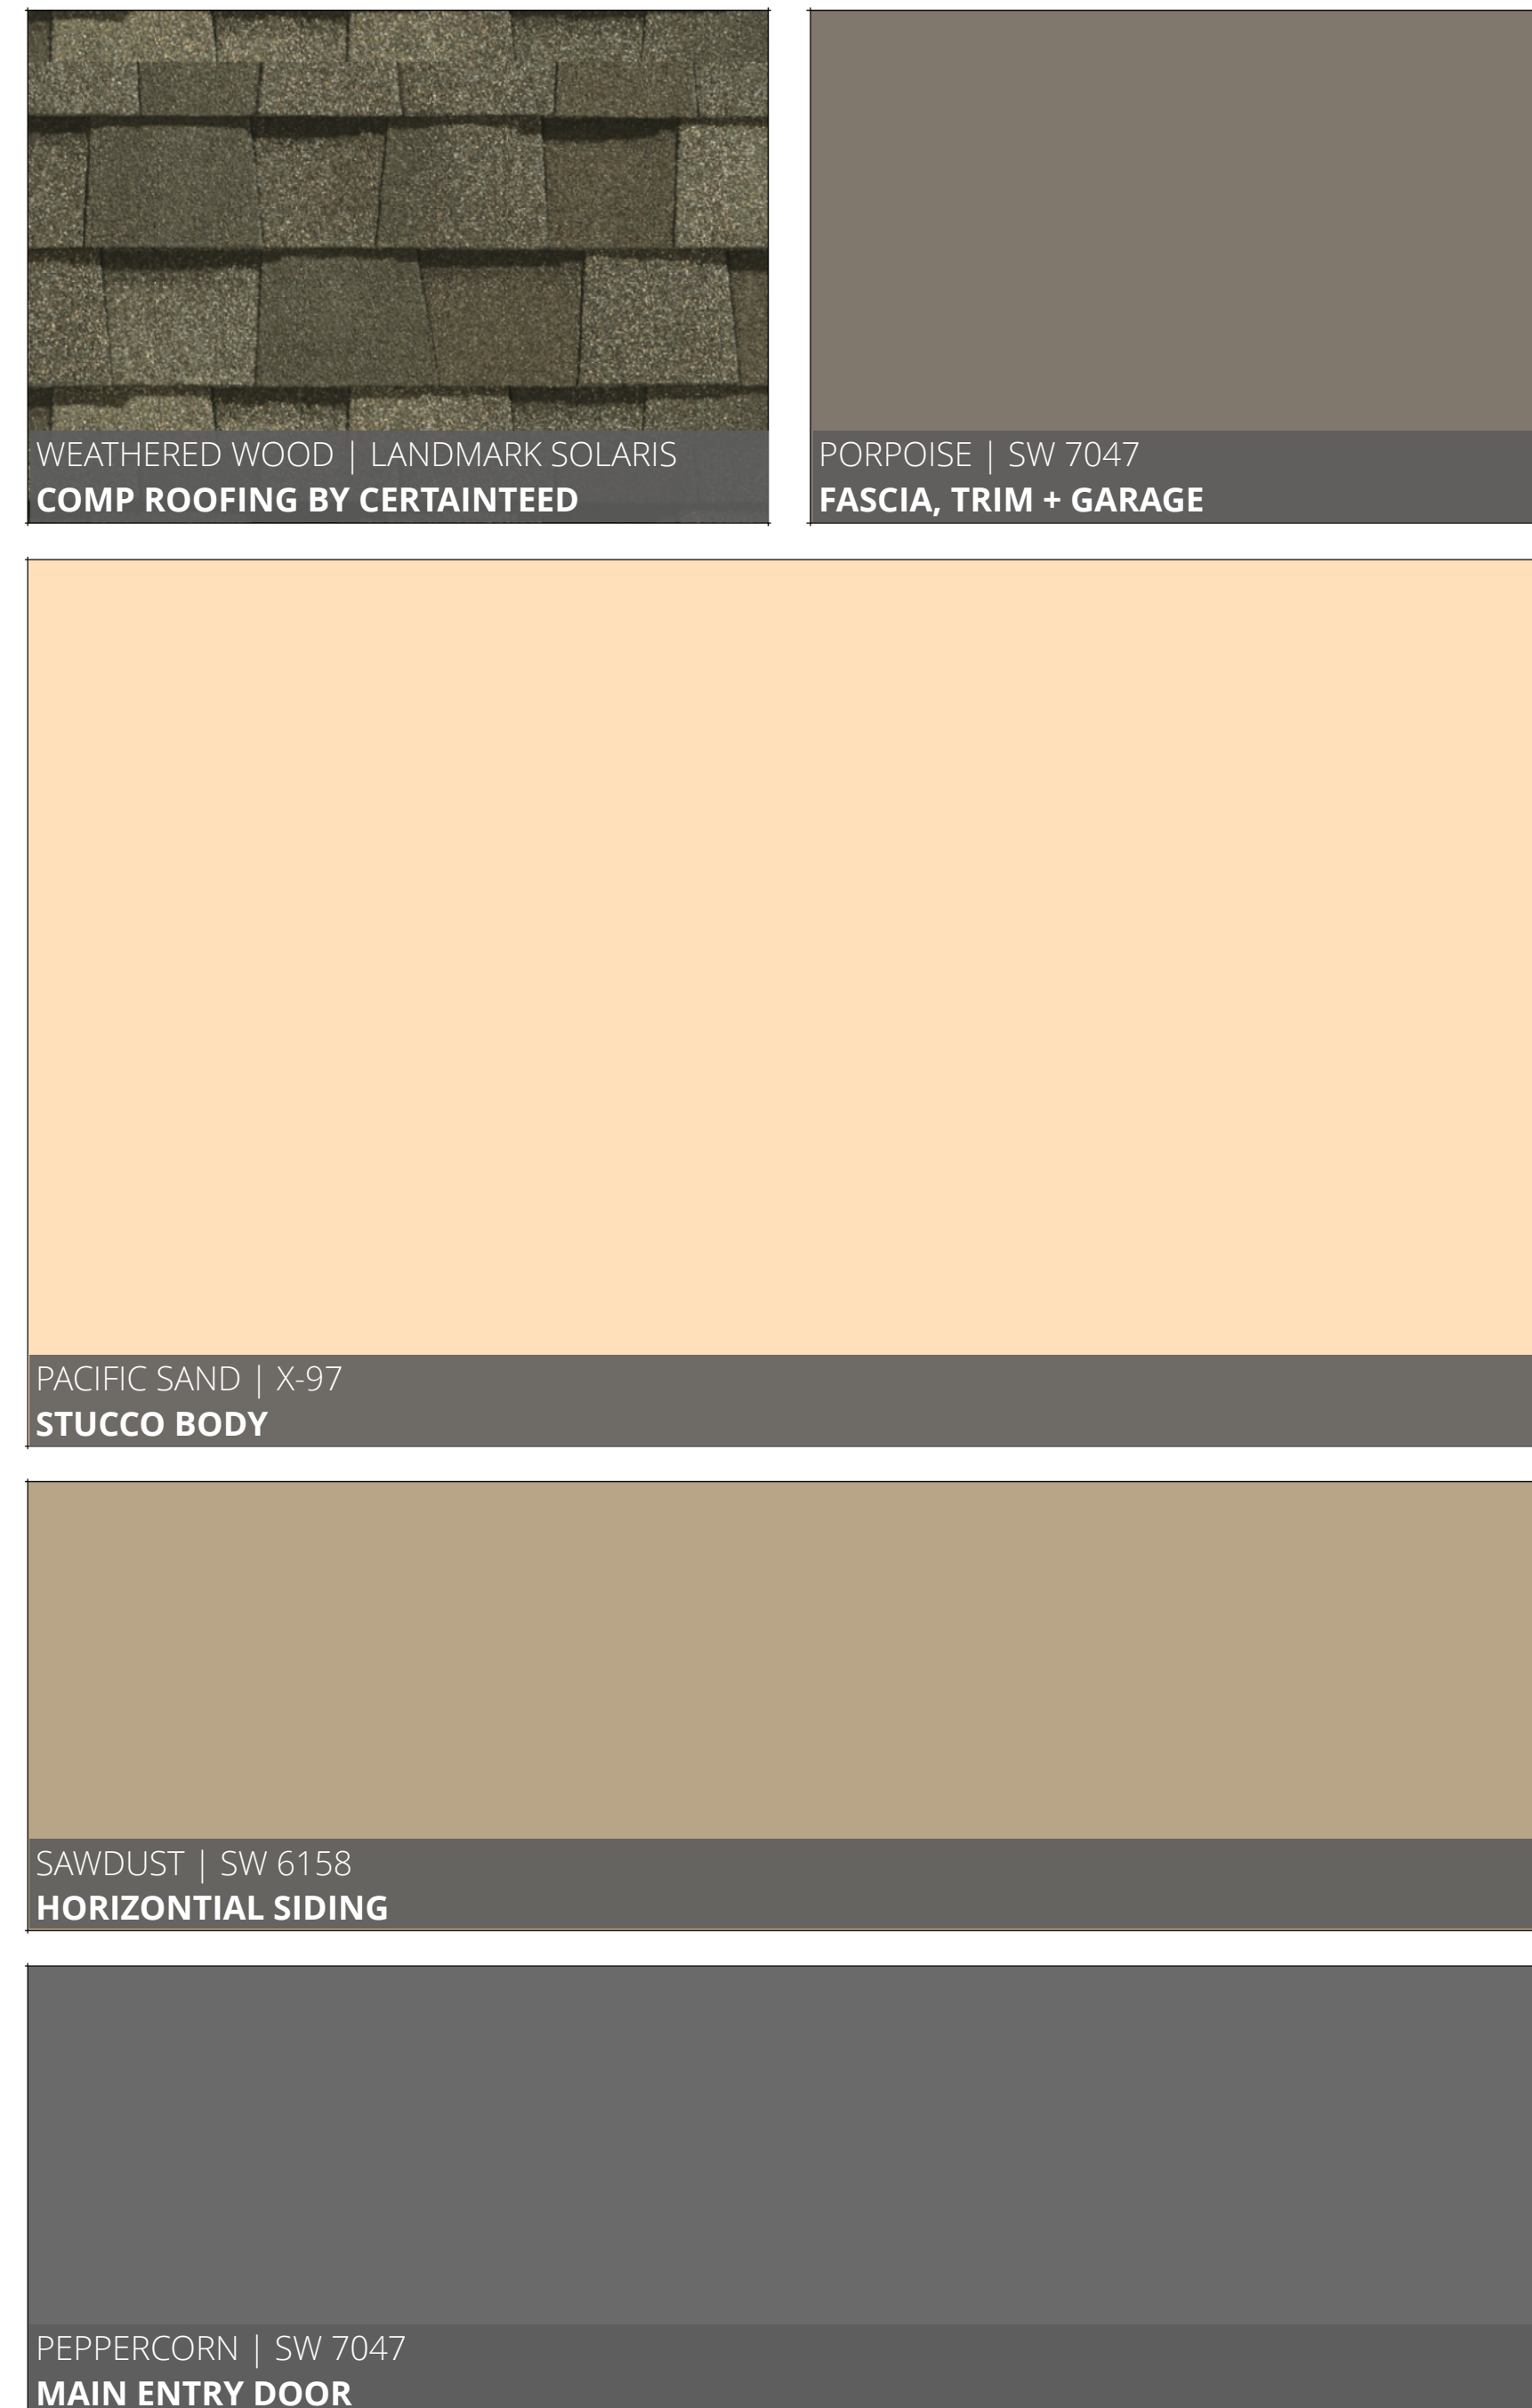 WEATHERED WOOD | LANDMARK SOLARIS
COMP ROOFING BY CERTAINTEED
PORPOISE | SW 7047
FASCIA, TRIM + GARAGE
PACIFIC SAND | X-97
STUCCO BODY
SAWDUST | SW 6158
HORIZONTIAL SIDING
PEPPERCORN | SW 7047
MAIN ENTRY DOOR